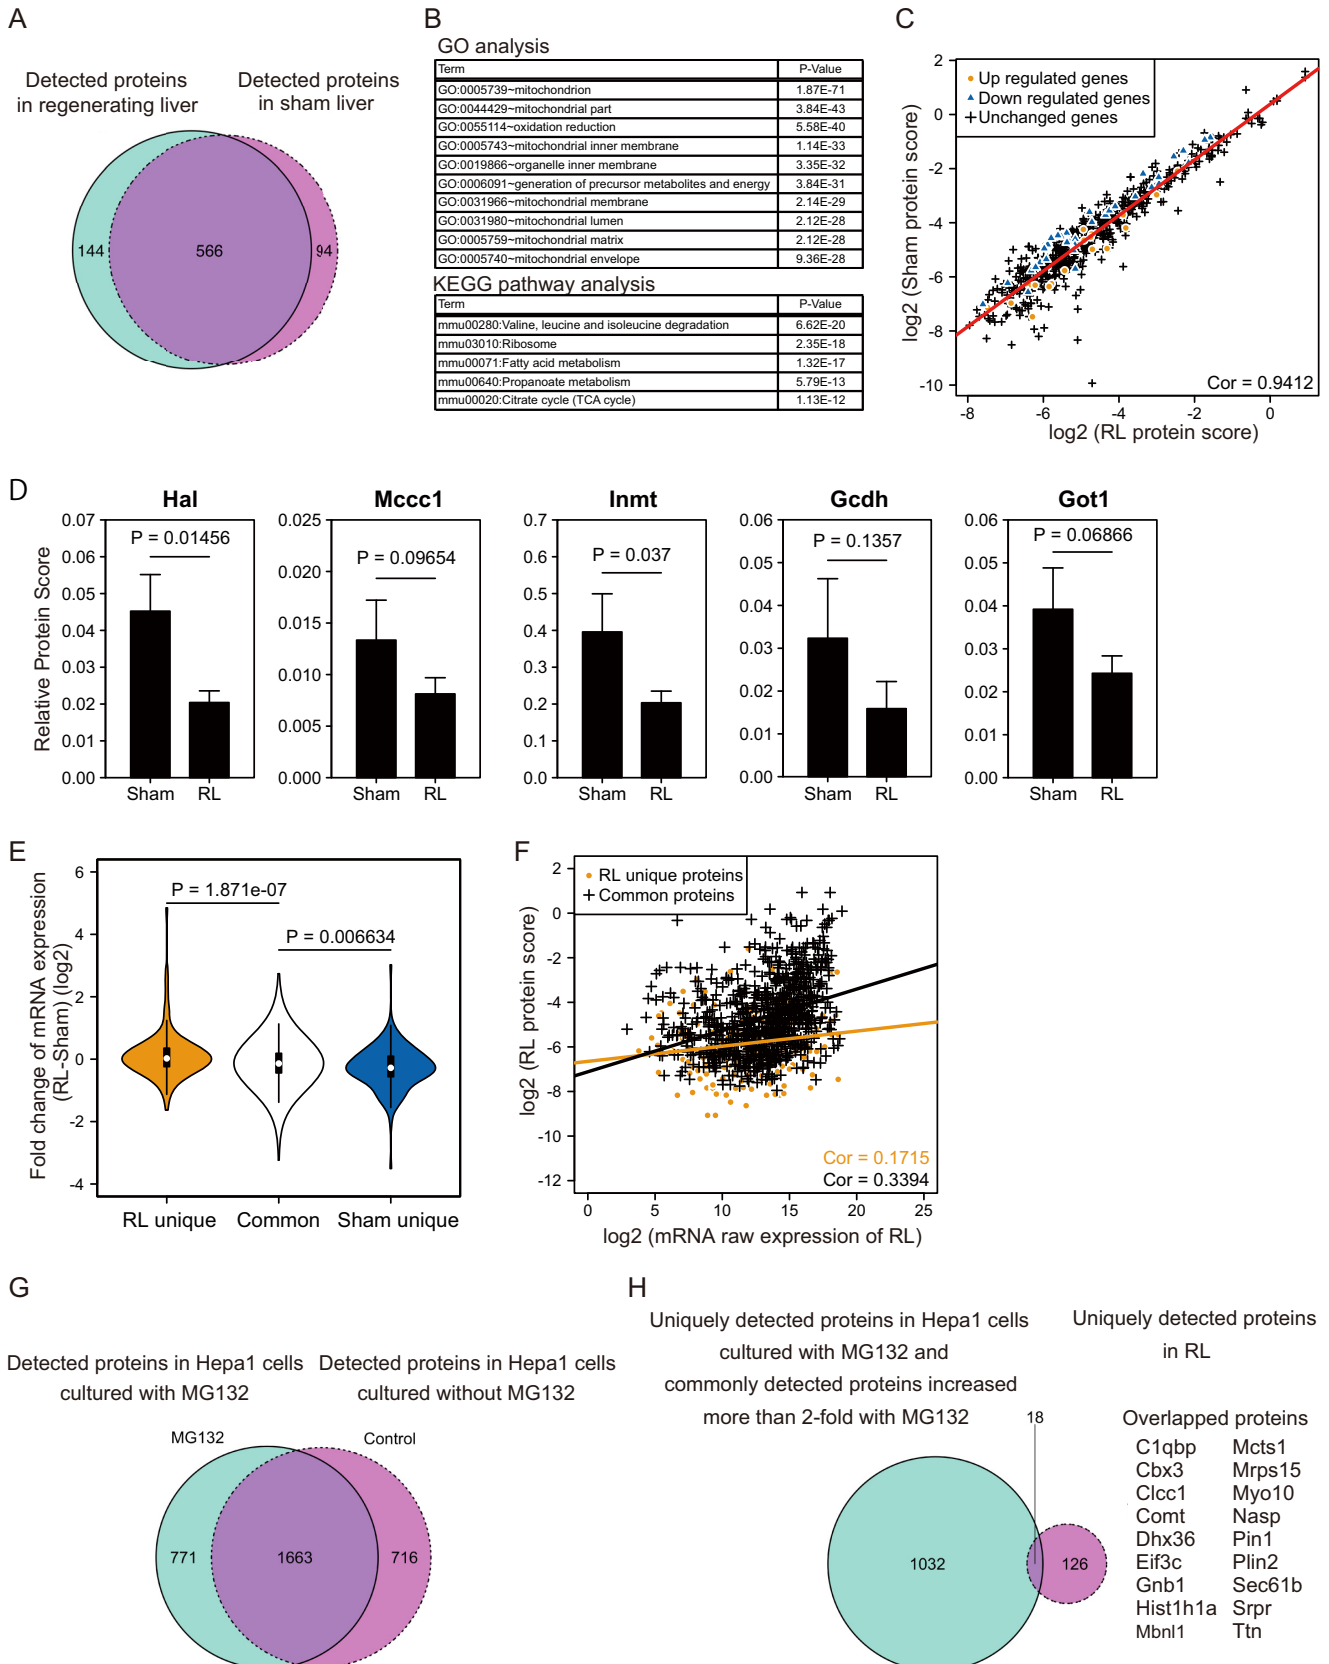 A
Detected proteins
in regenerating liver
Detected proteins
in sham liver
144
566
94
B
GO analysis
Term P-Value
GO:0005739~mitochondrion 1.87E-71
GO:0044429~mitochondrial part 3.84E-43
GO:0055114~oxidation reduction 5.58E-40
GO:0005743~mitochondrial inner membrane 1.14E-33
GO:0019866~organelle inner membrane 3.35E-32
GO:0006091~generation of precursor metabolites and energy 3.84E-31
GO:0031966~mitochondrial membrane 2.14E-29
GO:0031980~mitochondrial lumen 2.12E-28
GO:0005759~mitochondrial matrix 2.12E-28
GO:0005740~mitochondrial envelope 9.36E-28
KEGG pathway analysis
Term P-Value
mmu00280:Valine, leucine and isoleucine degradation 6.62E-20
mmu03010:Ribosome 2.35E-18
mmu00071:Fatty acid metabolism 1.32E-17
mmu00640:Propanoate metabolism 5.79E-13
mmu00020:Citrate cycle (TCA cycle) 1.13E-12
C
Up regulated genes
Down regulated genes
Unchanged genes
log2 (Sham protein score)
2
0
-2
-4
-6
-8
-10
Cor = 0.9412
-8 -6 -4 -2 0
log2 (RL protein score)
D
Relative Protein Score
Hal
P = 0.01456
0.07
0.06
0.05
0.04
0.03
0.02
0.01
0.00
Sham RL
Mccc1
P = 0.09654
0.025
0.020
0.015
0.010
0.005
0.000
Sham RL
Inmt
P = 0.037
0.7
0.6
0.5
0.4
0.3
0.2
0.1
0.0
Sham RL
Gcdh
P = 0.1357
0.06
0.05
0.04
0.03
0.02
0.01
0.00
Sham RL
Got1
P = 0.06866
0.06
0.05
0.04
0.03
0.02
0.01
0.00
Sham RL
E
Fold change of mRNA expression
(RL-Sham) (log2)
6
4
2
0
-2
-4
P = 1.871e-07
P = 0.006634
RL unique Common Sham unique
F
RL unique proteins
Common proteins
log2 (RL protein score)
2
0
-2
-4
-6
-8
-10
-12
Cor = 0.1715
Cor = 0.3394
0 5 10 15 20 25
log2 (mRNA raw expression of RL)
G
Detected proteins in Hepa1 cells
cultured with MG132
Detected proteins in Hepa1 cells
cultured without MG132
MG132
Control
771
1663
716
H
Uniquely detected proteins in Hepa1 cells
cultured with MG132 and
commonly detected proteins increased
more than 2-fold with MG132
Uniquely detected proteins
in RL
18
1032
126
Overlapped proteins
C1qbp Mcts1
Cbx3 Mrps15
Clcc1 Myo10
Comt Nasp
Dhx36 Pin1
Eif3c Plin2
Gnb1 Sec61b
Hist1h1a Srpr
Mbnl1 Ttn